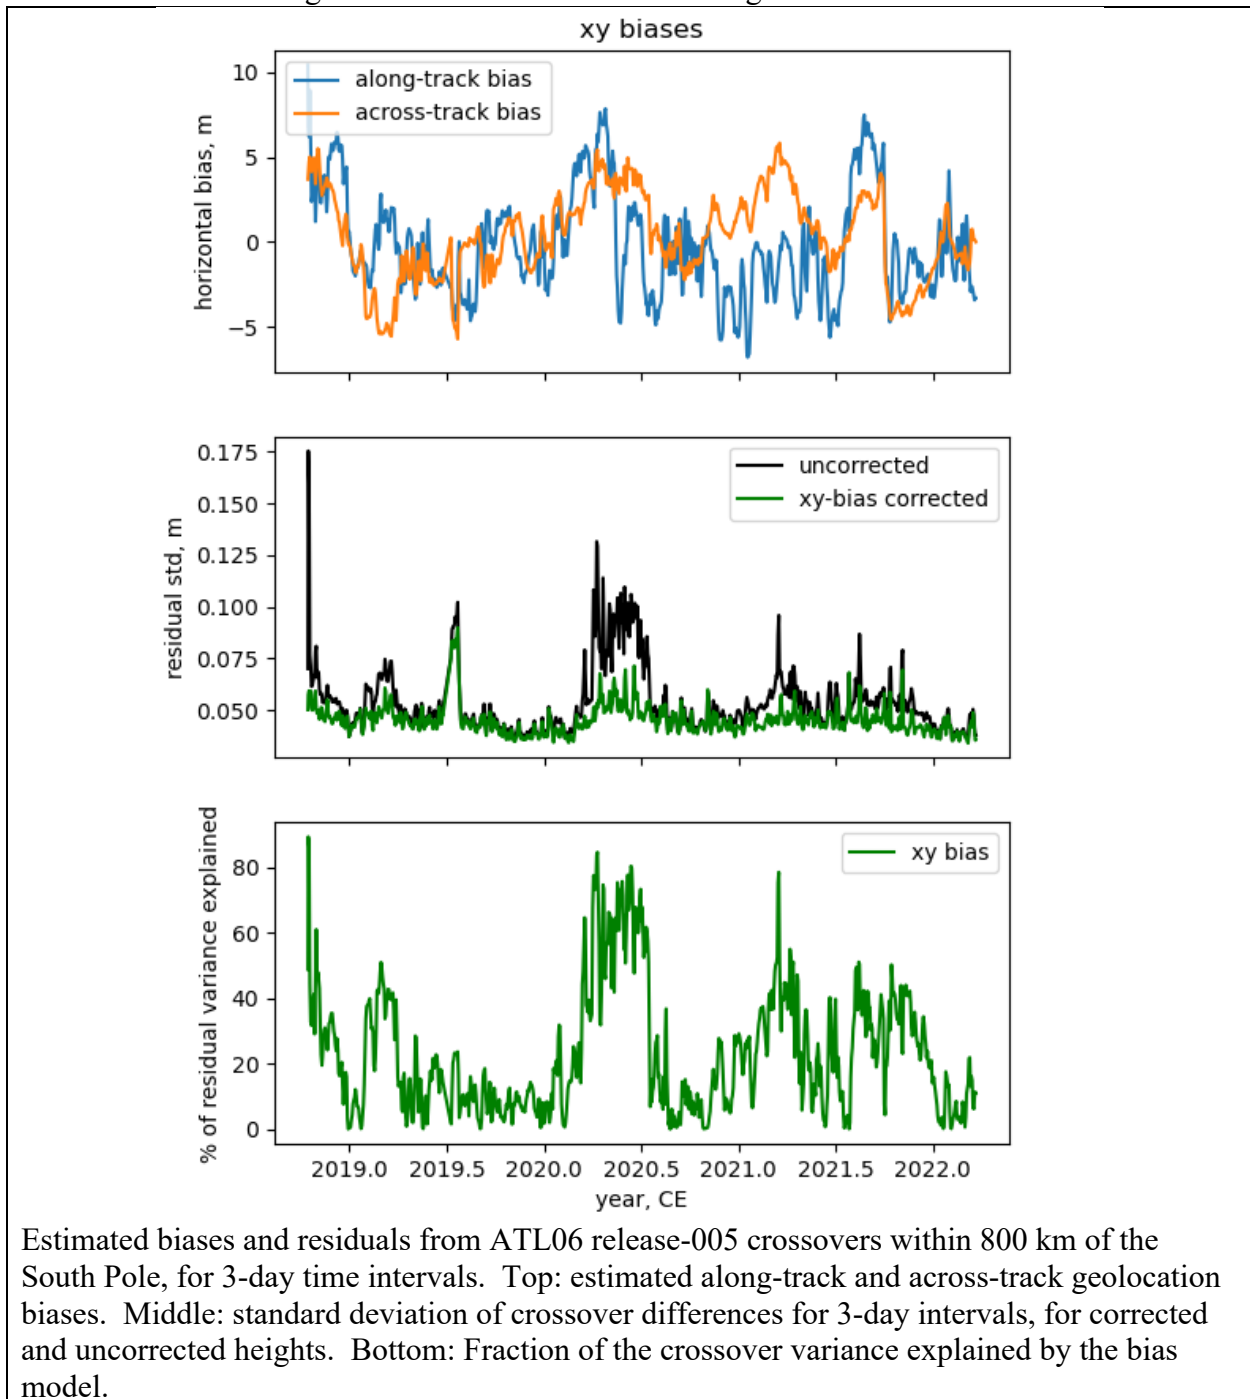 xy biases
10
5
0
−5
horizontal bias, m
along-track bias
across-track bias
0.175
0.150
0.125
0.100
0.075
0.050
residual std, m
uncorrected
xy-bias corrected
80
60
40
20
0
% of residual variance explained
xy bias
2019.0 2019.5 2020.0 2020.5 2021.0 2021.5 2022.0
year, CE
Estimated biases and residuals from ATL06 release-005 crossovers within 800 km of the
South Pole, for 3-day time intervals. Top: estimated along-track and across-track geolocation
biases. Middle: standard deviation of crossover differences for 3-day intervals, for corrected
and uncorrected heights. Bottom: Fraction of the crossover variance explained by the bias
model.